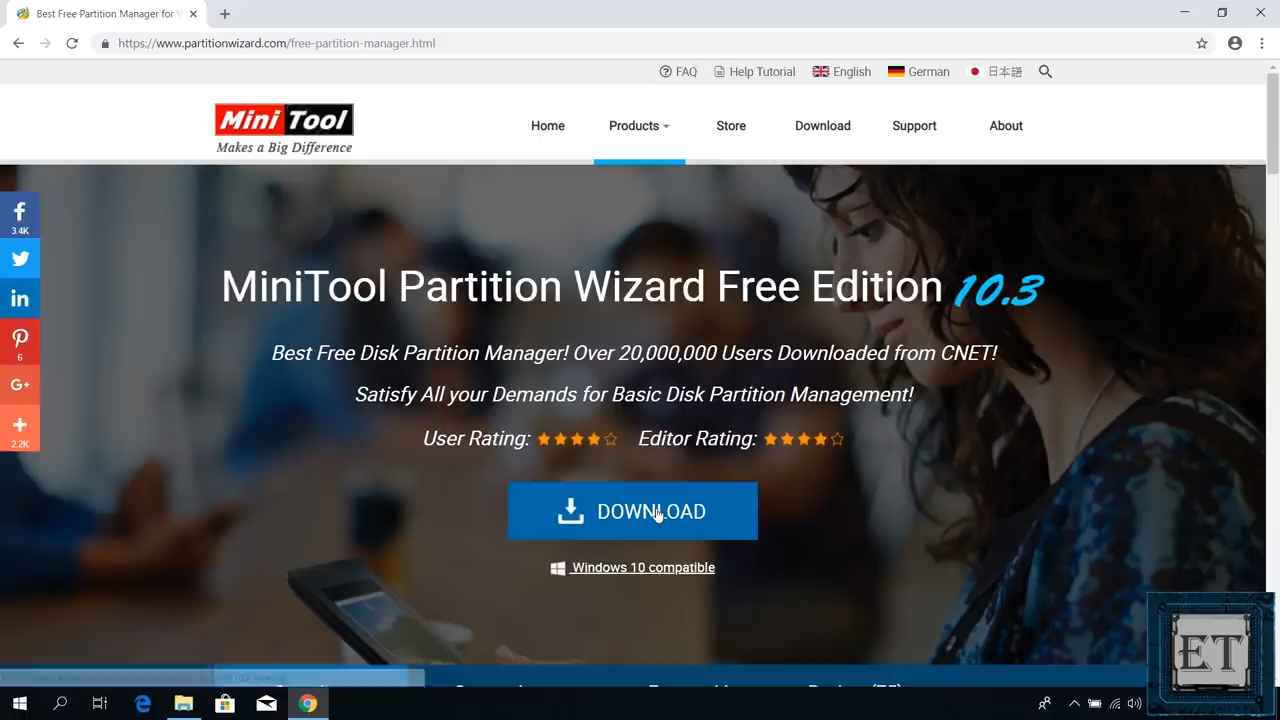 Best Free Partition Manager for W
https://www.partitionwizard.com/free-partition-manager.html
FAQ Help Tutorial English German 日本語
Mini Tool
Makes a Big Difference
Home Products Store Download Support About
3.4K
6
G+
2.2K
MiniTool Partition Wizard Free Edition 10.3
Best Free Disk Partition Manager! Over 20,000,000 Users Downloaded from CNET!
Satisfy All your Demands for Basic Disk Partition Management!
User Rating: Editor Rating:
DOWNLOAD
Windows 10 compatible
ET